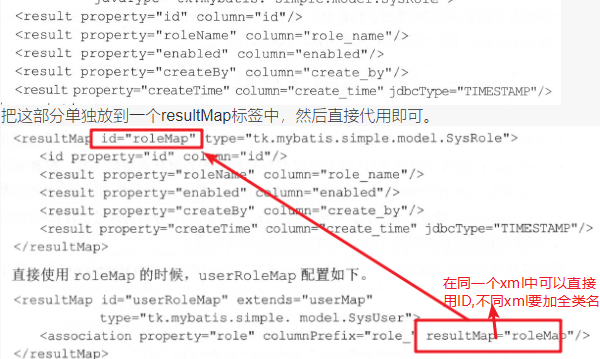 javaType="tk.mybatis. simple.model.SysRole">
<result property="id" column="id"/>
<result property="roleName" column="role_name"/>
<result property="enabled" column="enabled"/>
<result property="createBy" column="create_by"/>
<result property="createTime" column="create_time" jdbcType="TIMESTAMP"/>
把这部分单独放到一个resultMap标签中，然后直接代用即可。
<resultMap id="roleMap" type="tk.mybatis.simple.model.SysRole">
<id property="id" column="id"/>
<result property="roleName" column="role_name"/>
<result property="enabled" column="enabled"/>
<result property="createBy" column="create_by"/>
<result property="createTime" column="create_time" jdbcType="TIMESTAMP"/>
</resultMap>
直接使用 roleMap 的时候，userRoleMap 配置如下。
在同一个xml中可以直接
用ID,不同xml要加全类名
<resultMap id="userRoleMap" extends="userMap"
type="tk.mybatis.simple. model.SysUser">
<association property="role" columnPrefix="role_" resultMap="roleMap"/>
</resultMap>